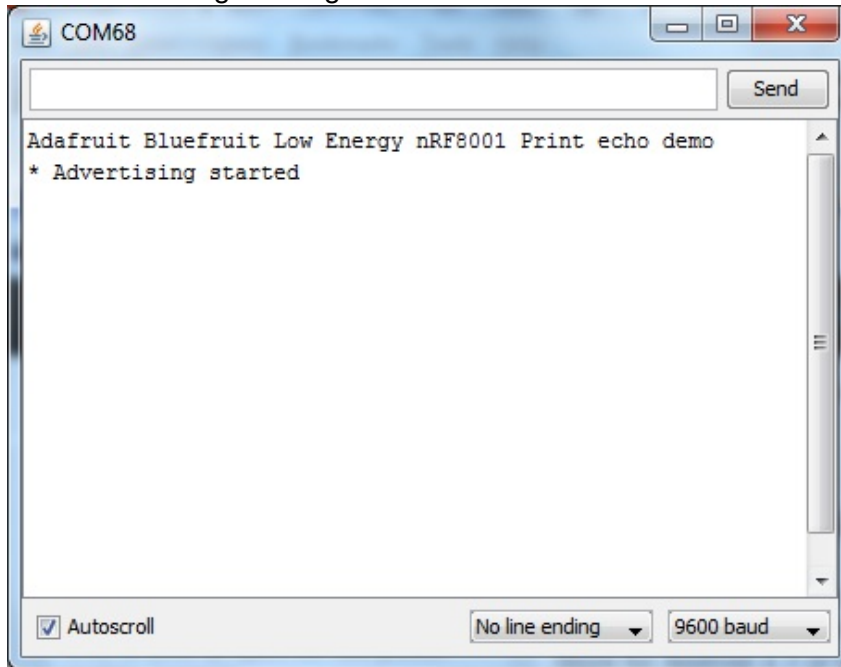 COM68
Send
Adafruit Bluefruit Low Energy nRF8001 Print echo demo
* Advertising started
Autoscroll
No line ending
9600 baud